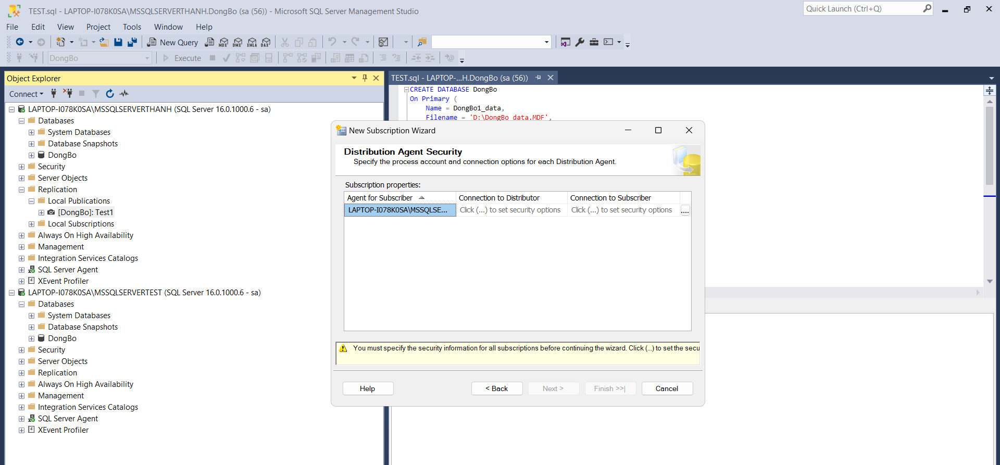 TEST.sql - LAPTOP-I078K0SA\MSSQLSERVERTHANH.DongBo (sa (56)) - Microsoft SQL Server Management Studio
Quick Launch (Ctrl+Q)
File Edit View Project Tools Window Help
New Query MDX DMX XMLA DAX
DongBo Execute
Object Explorer
Connect
LAPTOP-I078K0SA\MSSQLSERVERTHANH (SQL Server 16.0.1000.6 - sa)
Databases
System Databases
Database Snapshots
DongBo
Security
Server Objects
Replication
Local Publications
[DongBo]: Test1
Local Subscriptions
Always On High Availability
Management
Integration Services Catalogs
SQL Server Agent
XEvent Profiler
LAPTOP-I078K0SA\MSSQLSERVERTEST (SQL Server 16.0.1000.6 - sa)
Databases
System Databases
Database Snapshots
DongBo
Security
Server Objects
Replication
Always On High Availability
Management
Integration Services Catalogs
SQL Server Agent
XEvent Profiler
TEST.sql - LAPTOP-...H.DongBo (sa (56))
CREATE DATABASE DongBo
On Primary (
Name = DongBo1_data,
Filename = 'D:\DongBo_data.MDF',
New Subscription Wizard
Distribution Agent Security
Specify the process account and connection options for each Distribution Agent.
Subscription properties:
Agent for Subscriber Connection to Distributor Connection to Subscriber
LAPTOP-I078K0SA\MSSQLSE... Click (...) to set security options Click (...) to set security options ...
You must specify the security information for all subscriptions before continuing the wizard. Click (...) to set the secu
Help < Back Next > Finish >>| Cancel